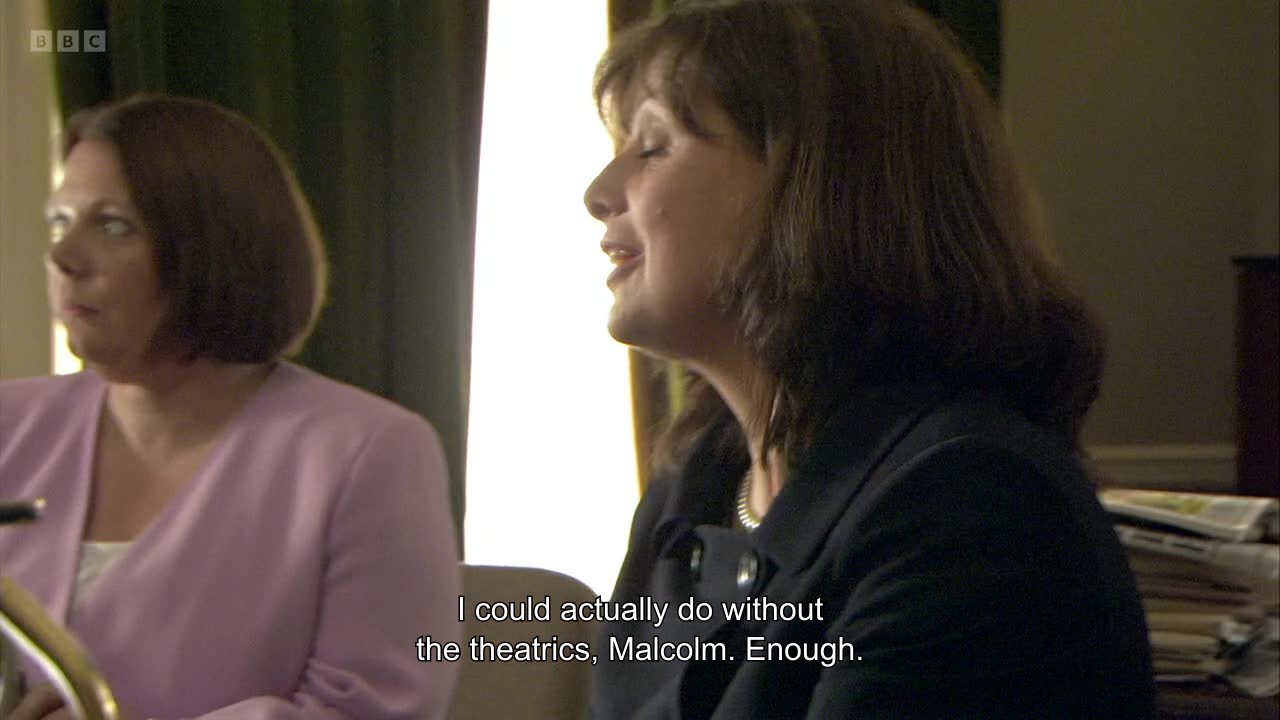 BBC
I could actually do without
the theatrics, Malcolm. Enough.